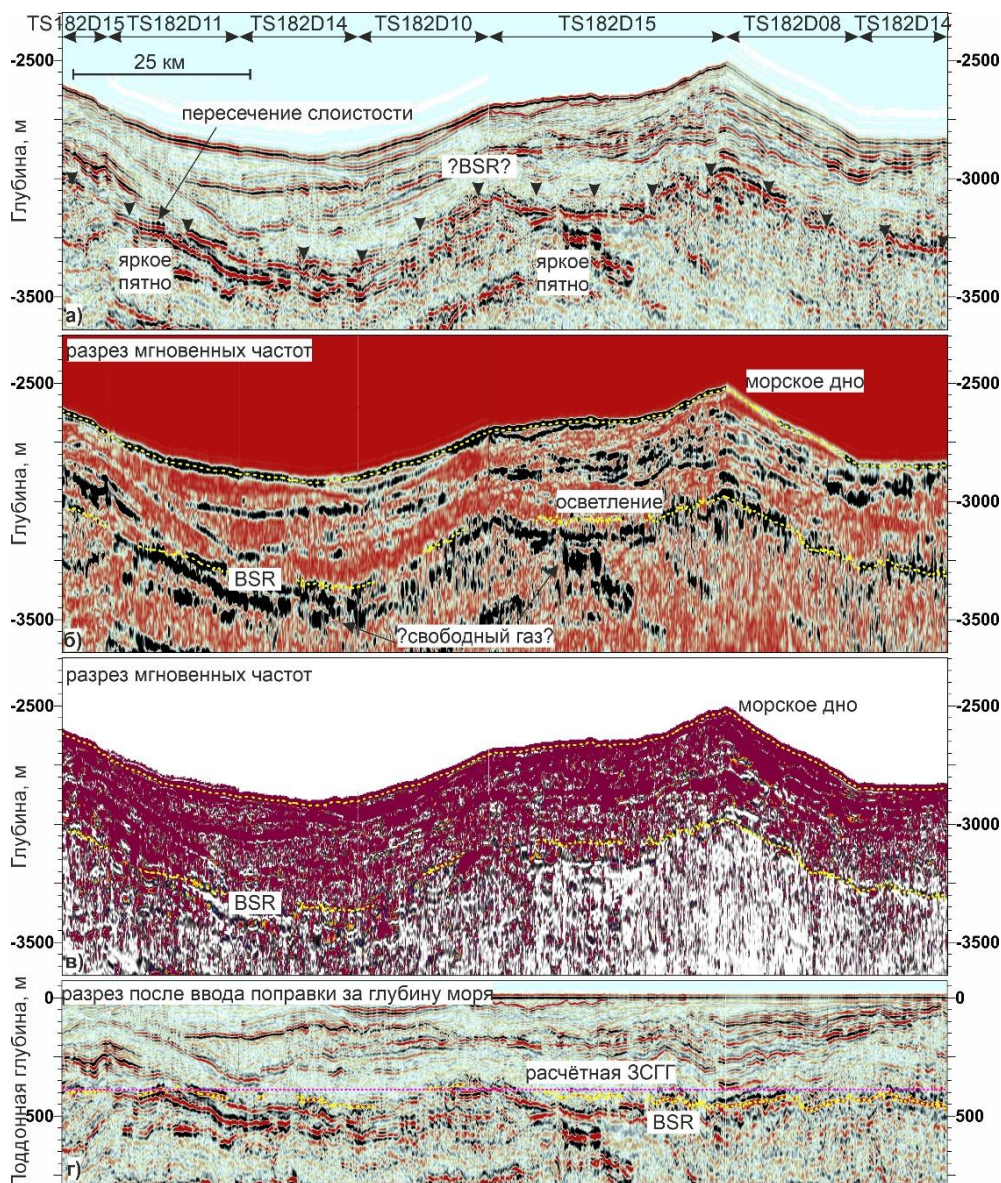 TS182D15 TS182D11 TS182D14 TS182D10 TS182D15 TS182D08 TS182D14
-2500 -2500
25 км
пересечение слоистости
?BSR?
Глубина, м
-3000 -3000
яркое
пятно
яркое
пятно
-3500 -3500
а)
разрез мгновенных частот
-2500 -2500
морское дно
Глубина, м
осветление
-3000 -3000
BSR
-3500 -3500
?свободный газ?
б)
разрез мгновенных частот
-2500 -2500
морское дно
Глубина, м
-3000 -3000
BSR
-3500 -3500
в)
разрез после ввода поправки за глубину моря
0 0
Поддонная глубина, м
расчётная ЗСГГ
500 500
BSR
г)